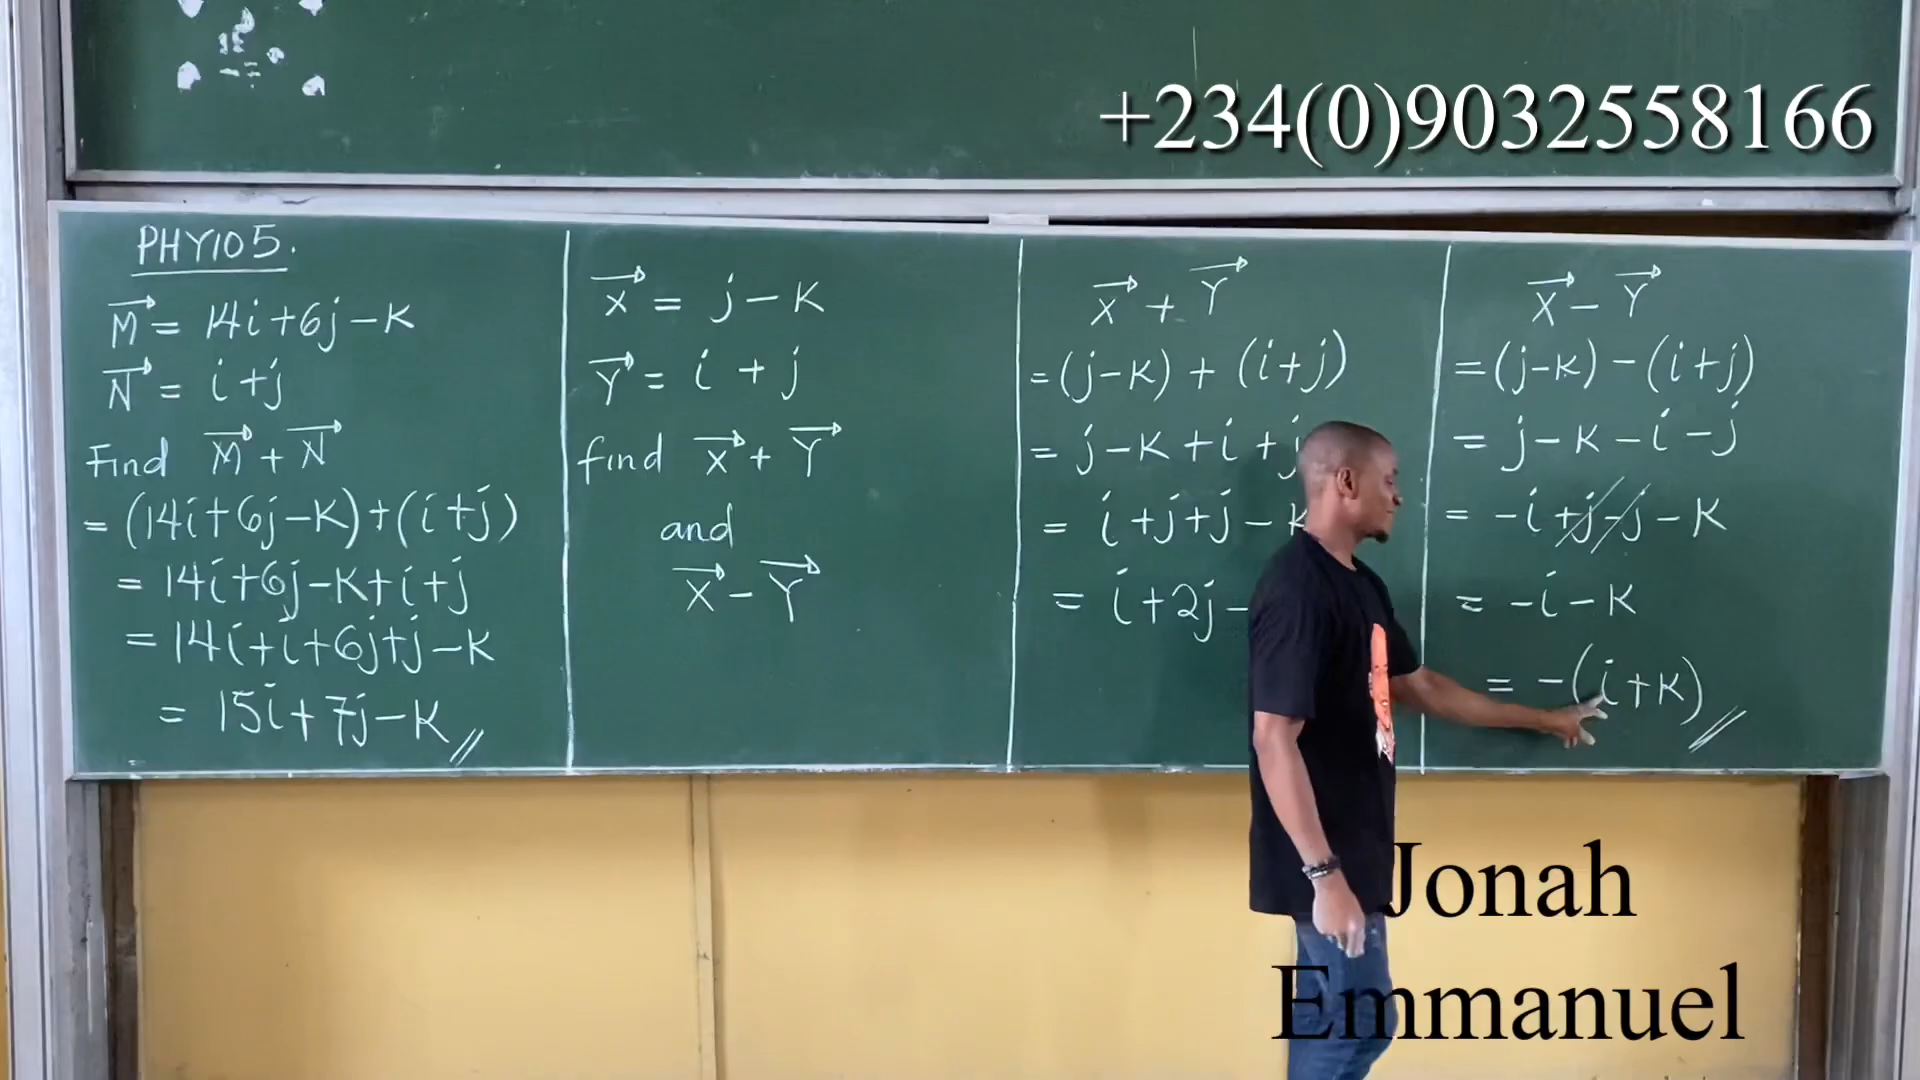 +234(0)9032558166
PHY105.
M = 14i+6j-K
N = i+j
Find M + N
= (14i+6j-K)+(i+j)
= 14i+6j-K+i+j
= 14i+i+6j+j-K
= 15i+7j-K
X = j-K
Y = i + j
find X + Y
and
X - Y
X + Y
= (j-K) + (i+j)
= j-K+i+j
= i+j+j-K
= i+2j-
X - Y
= (j-K) - (i+j)
= j-K-i-j
= -i+j-j-K
= -i-K
= -(i+K)
Jonah
Emmanuel